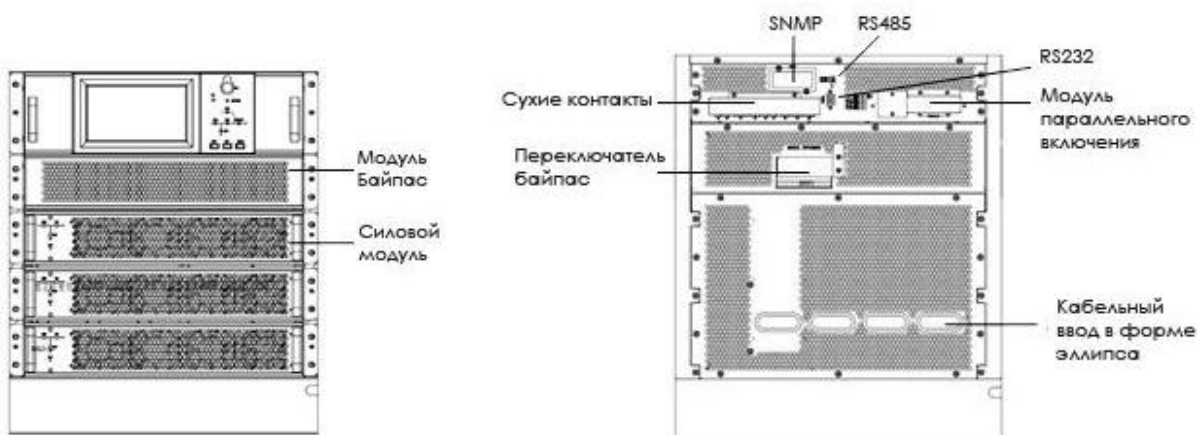 Модуль
Байпас
Силовой
модуль
SNMP
RS485
RS232
Сухие контакты
Модуль
параллельного
включения
Переключатель
байпас
Кабельный
ввод в форме
эллипса